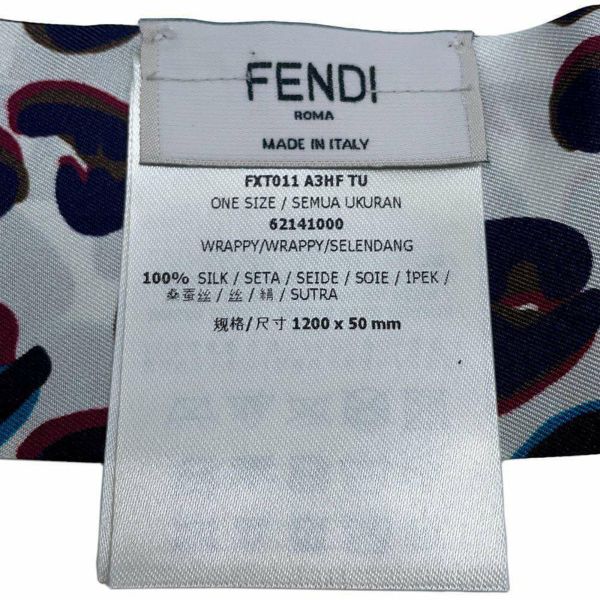 FENDI
ROMA
MADE IN ITALY
FXT011 A3HF TU
ONE SIZE / SEMUA UKURAN
62141000
WRAPPY/WRAPPY/SELENDANG
100% SILK / SETA / SEIDE / SOIE / İPEK /
桑蚕丝 / 丝 / 絹 / SUTRA
规格/尺寸 1200 x 50 mm